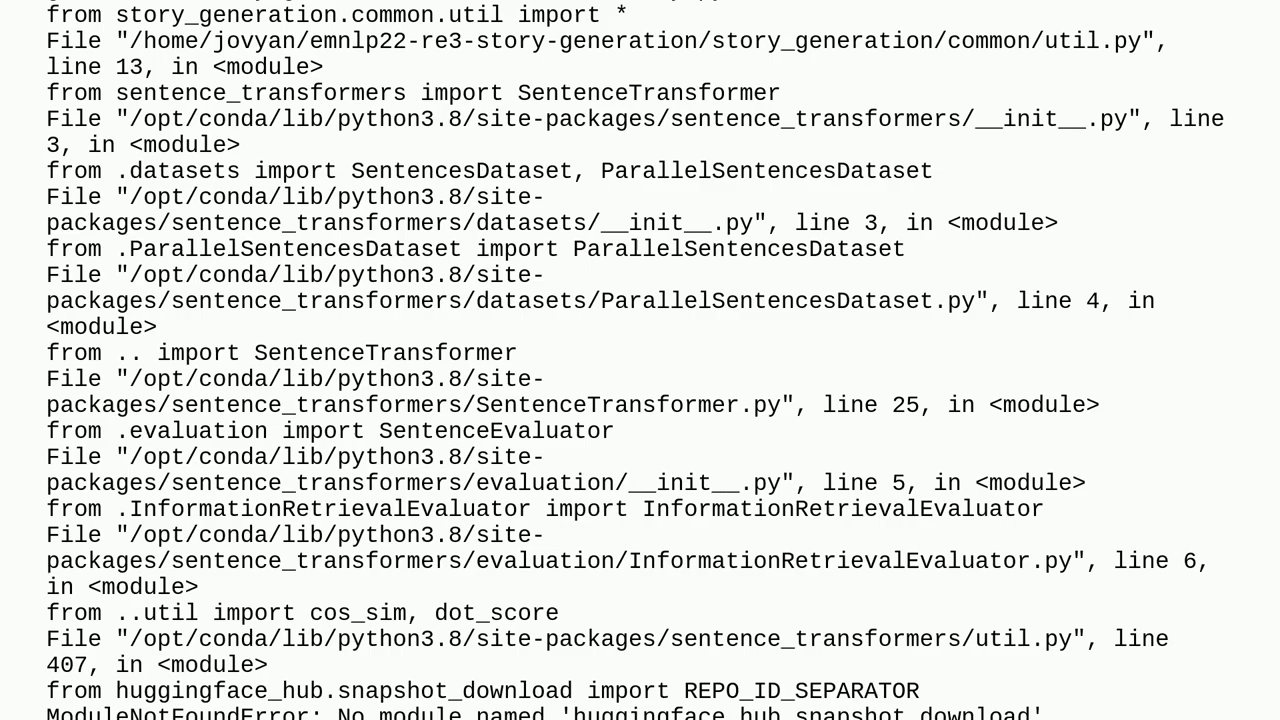 from story_generation.common.util import *
File "/home/jovyan/emnlp22-re3-story-generation/story_generation/common/util.py",
line 13, in <module>
from sentence_transformers import SentenceTransformer
File "/opt/conda/lib/python3.8/site-packages/sentence_transformers/__init__.py", line
3, in <module>
from .datasets import SentencesDataset, ParallelSentencesDataset
File "/opt/conda/lib/python3.8/site-
packages/sentence_transformers/datasets/__init__.py", line 3, in <module>
from .ParallelSentencesDataset import ParallelSentencesDataset
File "/opt/conda/lib/python3.8/site-
packages/sentence_transformers/datasets/ParallelSentencesDataset.py", line 4, in
<module>
from .. import SentenceTransformer
File "/opt/conda/lib/python3.8/site-
packages/sentence_transformers/SentenceTransformer.py", line 25, in <module>
from .evaluation import SentenceEvaluator
File "/opt/conda/lib/python3.8/site-
packages/sentence_transformers/evaluation/__init__.py", line 5, in <module>
from .InformationRetrievalEvaluator import InformationRetrievalEvaluator
File "/opt/conda/lib/python3.8/site-
packages/sentence_transformers/evaluation/InformationRetrievalEvaluator.py", line 6,
in <module>
from ..util import cos_sim, dot_score
File "/opt/conda/lib/python3.8/site-packages/sentence_transformers/util.py", line
407, in <module>
from huggingface_hub.snapshot_download import REPO_ID_SEPARATOR
ModuleNotFoundError: No module named 'huggingface_hub.snapshot_download'